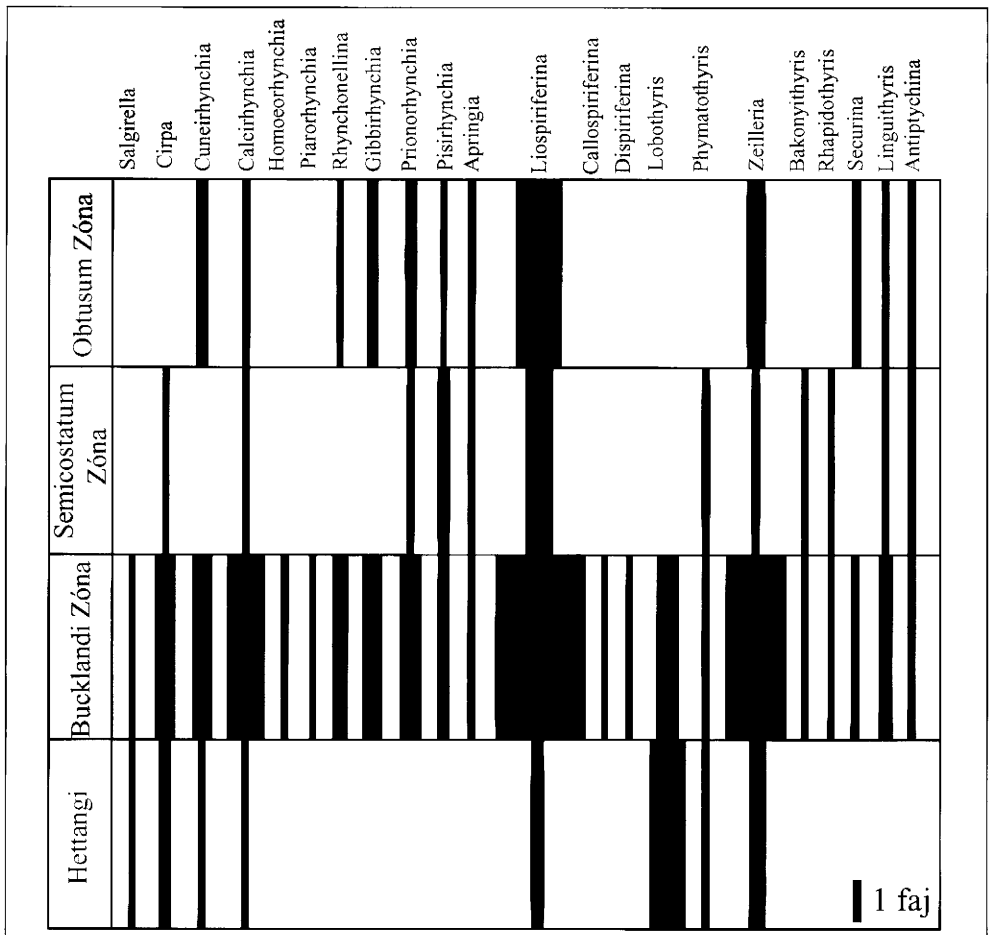 Salgirella
Cirpa
Cuneirhynchia
Calcirhynchia
Homoeorhynchia
Piarorhynchia
Rhynchonellina
Gibbirhynchia
Prionorhynchia
Pisirhynchia
Apringia
Liospiriferina
Callospiriferina
Dispiriferina
Lobothyris
Phymatothyris
Zeilleria
Bakonyithyris
Rhapidothyris
Securina
Linguithyris
Antiptychina
Obtusum Zóna
Semicostatum
Zóna
Bucklandi Zóna
Hettangi
1 faj